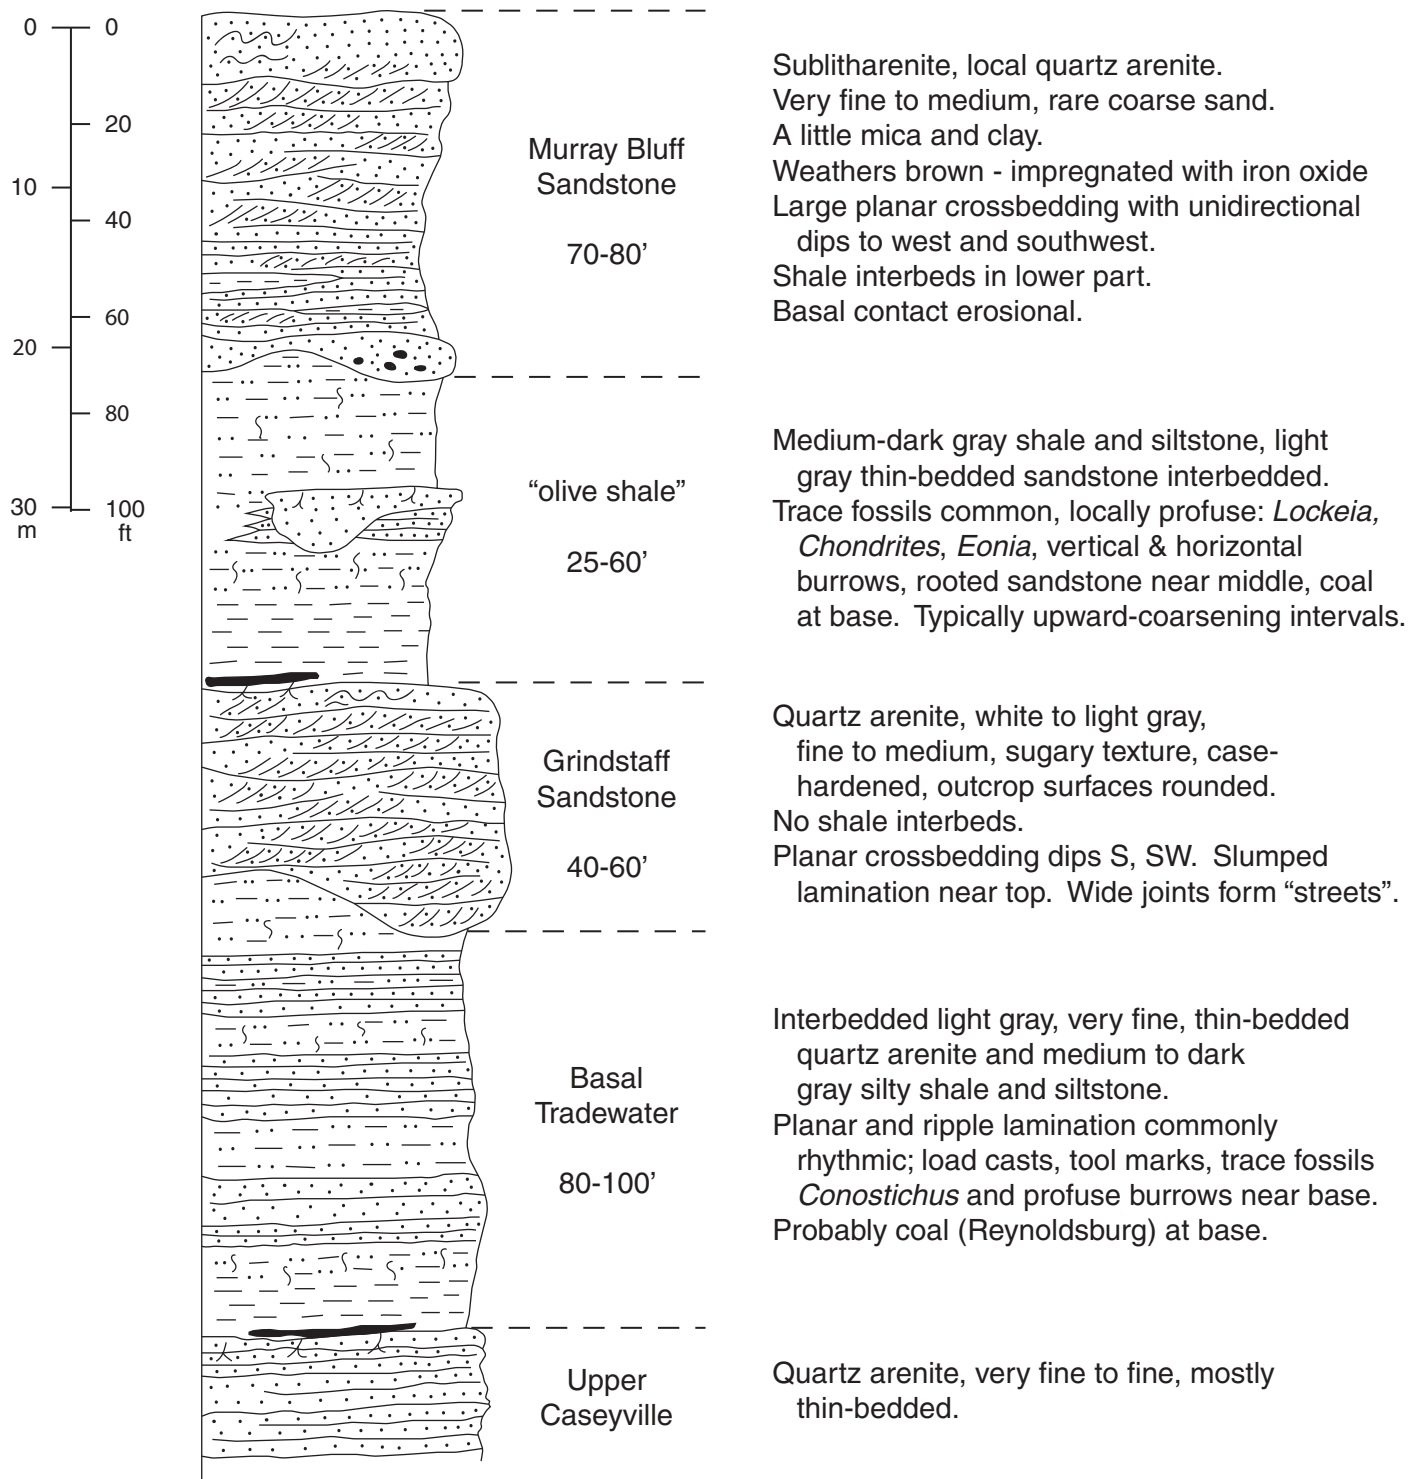 0
0
20
10
40
60
20
80
30
100
m
ft
Murray Bluff
Sandstone
70-80’
Sublitharenite, local quartz arenite.
Very fine to medium, rare coarse sand.
A little mica and clay.
Weathers brown - impregnated with iron oxide
Large planar crossbedding with unidirectional
dips to west and southwest.
Shale interbeds in lower part.
Basal contact erosional.
“olive shale”
25-60’
Medium-dark gray shale and siltstone, light
gray thin-bedded sandstone interbedded.
Trace fossils common, locally profuse: Lockeia,
Chondrites, Eonia, vertical & horizontal
burrows, rooted sandstone near middle, coal
at base. Typically upward-coarsening intervals.
Grindstaff
Sandstone
40-60’
Quartz arenite, white to light gray,
fine to medium, sugary texture, case-
hardened, outcrop surfaces rounded.
No shale interbeds.
Planar crossbedding dips S, SW. Slumped
lamination near top. Wide joints form “streets”.
Basal
Tradewater
80-100’
Interbedded light gray, very fine, thin-bedded
quartz arenite and medium to dark
gray silty shale and siltstone.
Planar and ripple lamination commonly
rhythmic; load casts, tool marks, trace fossils
Conostichus and profuse burrows near base.
Probably coal (Reynoldsburg) at base.
Upper
Caseyville
Quartz arenite, very fine to fine, mostly
thin-bedded.